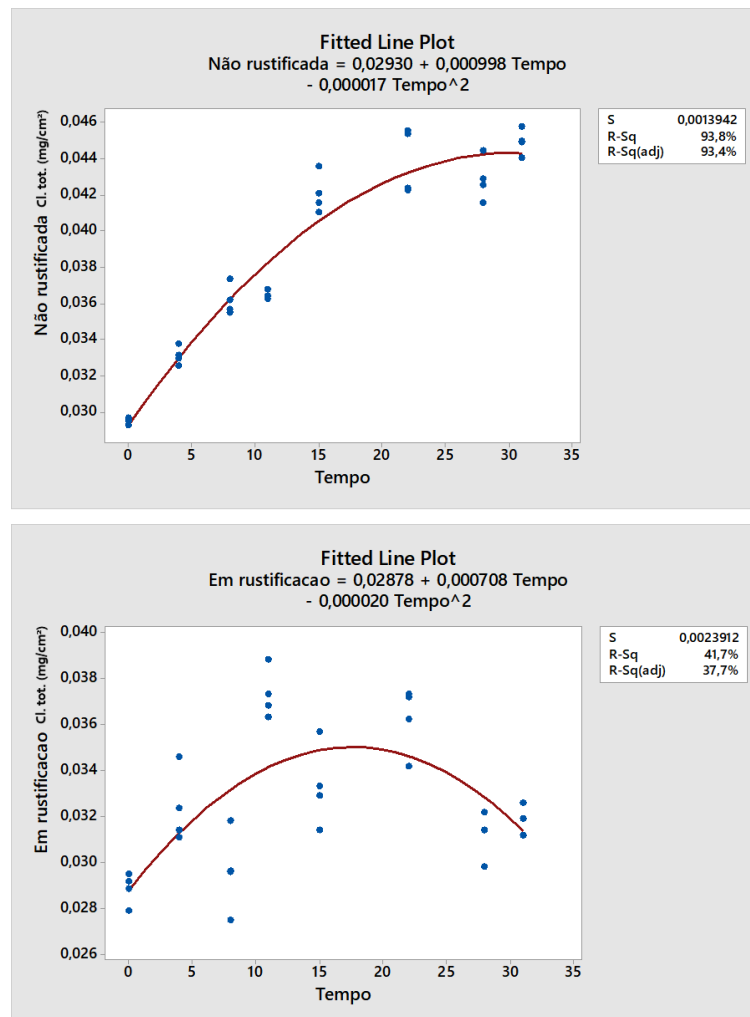 Fitted Line Plot
Não rustificada = 0,02930 + 0,000998 Tempo
- 0,000017 Tempo^2
S 0,0013942
R-Sq 93,8%
R-Sq(adj) 93,4%
Não rustificada Cl. tot. (mg/cm²)
0,046
0,044
0,042
0,040
0,038
0,036
0,034
0,032
0,030
0 5 10 15 20 25 30 35
Tempo
Fitted Line Plot
Em rustificacao = 0,02878 + 0,000708 Tempo
- 0,000020 Tempo^2
S 0,0023912
R-Sq 41,7%
R-Sq(adj) 37,7%
Em rustificacao Cl. tot. (mg/cm²)
0,040
0,038
0,036
0,034
0,032
0,030
0,028
0,026
0 5 10 15 20 25 30 35
Tempo